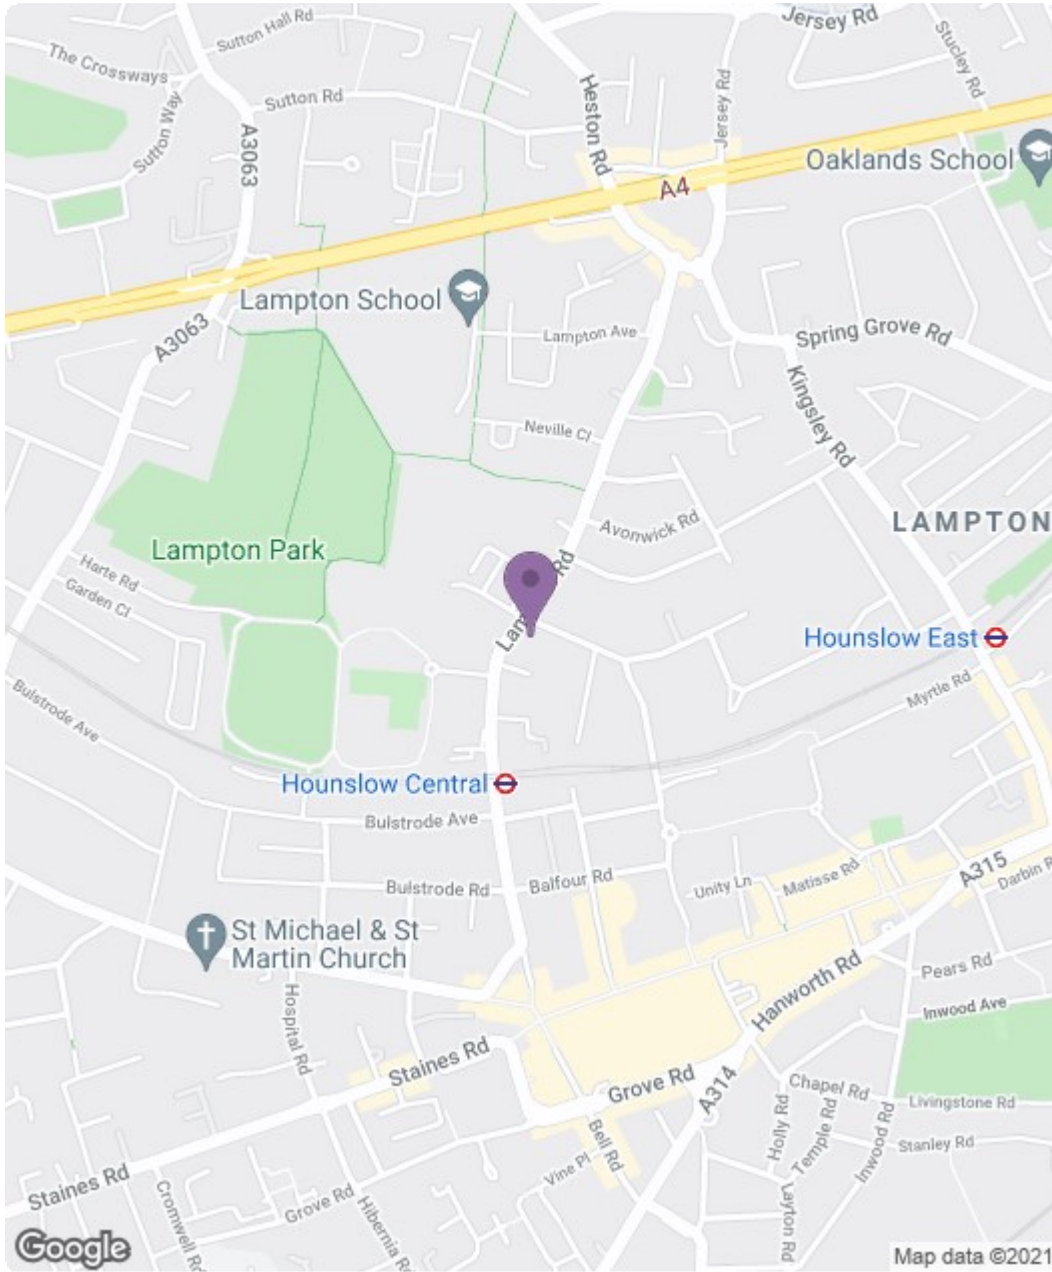 Jersey Rd
Sutton Hall Rd
The Crossways
Stucley Rd
Sutton Way
Sutton Rd
A3063
Heston Rd
Jersey Rd
Oaklands School
A4
Lampton School
A3063
Lampton Ave
Spring Grove Rd
Kingsley Rd
Neville Cl
Avonwick Rd
LAMPTON
Lampton Park
Harte Rd
Garden Cl
Lam
Rd
Hounslow East
Myrtle Rd
Bulstrode Ave
Hounslow Central
Bulstrode Ave
Bulstrode Rd
Balfour Rd
Unity Ln
Matisse Rd
A315
Darbin R
St Michael & St
Martin Church
Hospital Rd
Hanworth Rd
Pears Rd
Inwood Ave
Staines Rd
Grove Rd
A314
Chapel Rd
Livingstone Rd
Holly Rd
Temple Rd
Inwood Rd
Stanley Rd
Bell Rd
Vine Pl
Staines Rd
Cromwell Rd
Grove Rd
Hibernia Rd
Layton Rd
Google
Map data ©2021